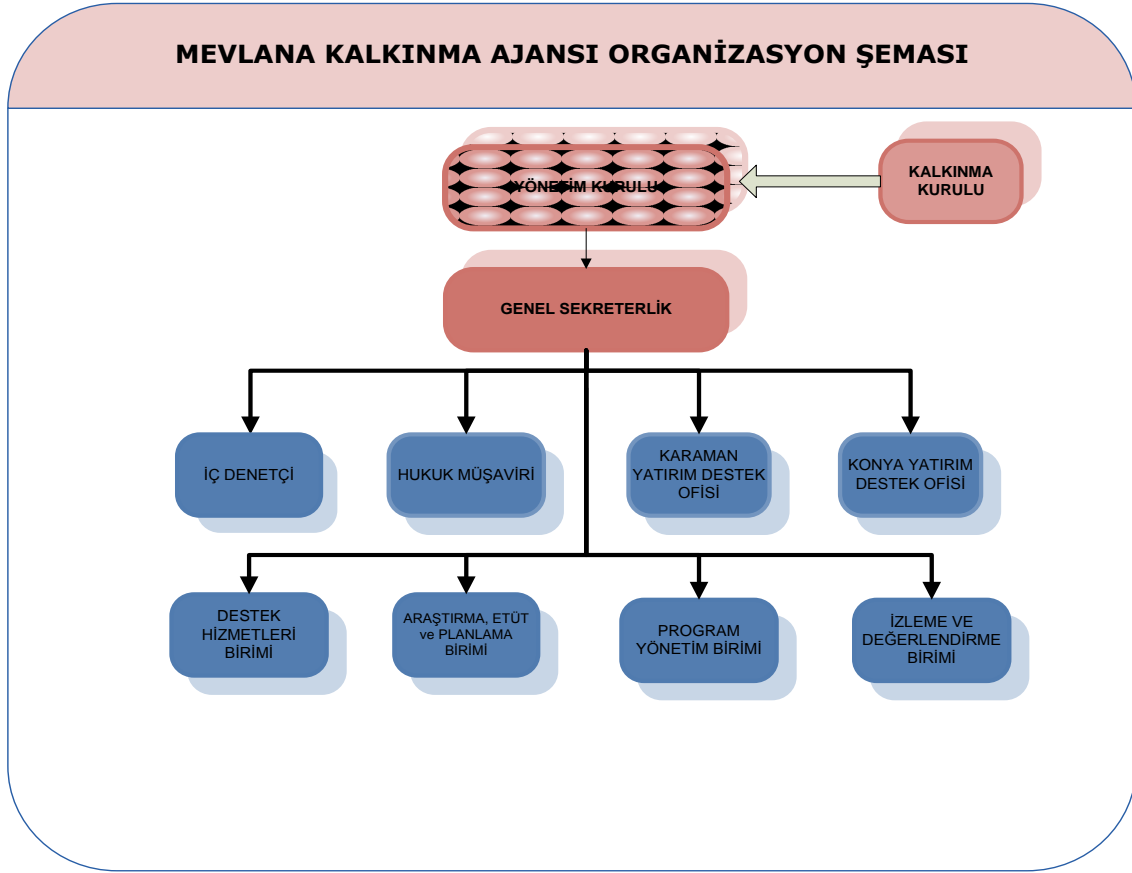 MEVLANA KALKINMA AJANSI ORGANİZASYON ŞEMASI
YÖNETİM KURULU
KALKINMA
KURULU
GENEL SEKRETERLİK
İÇ DENETÇİ
HUKUK MÜŞAVİRİ
KARAMAN
YATIRIM DESTEK
OFİSİ
KONYA YATIRIM
DESTEK OFİSİ
DESTEK
HİZMETLERİ
BİRİMİ
ARAŞTIRMA, ETÜT
ve PLANLAMA
BİRİMİ
PROGRAM
YÖNETİM BİRİMİ
İZLEME VE
DEĞERLENDİRME
BİRİMİ